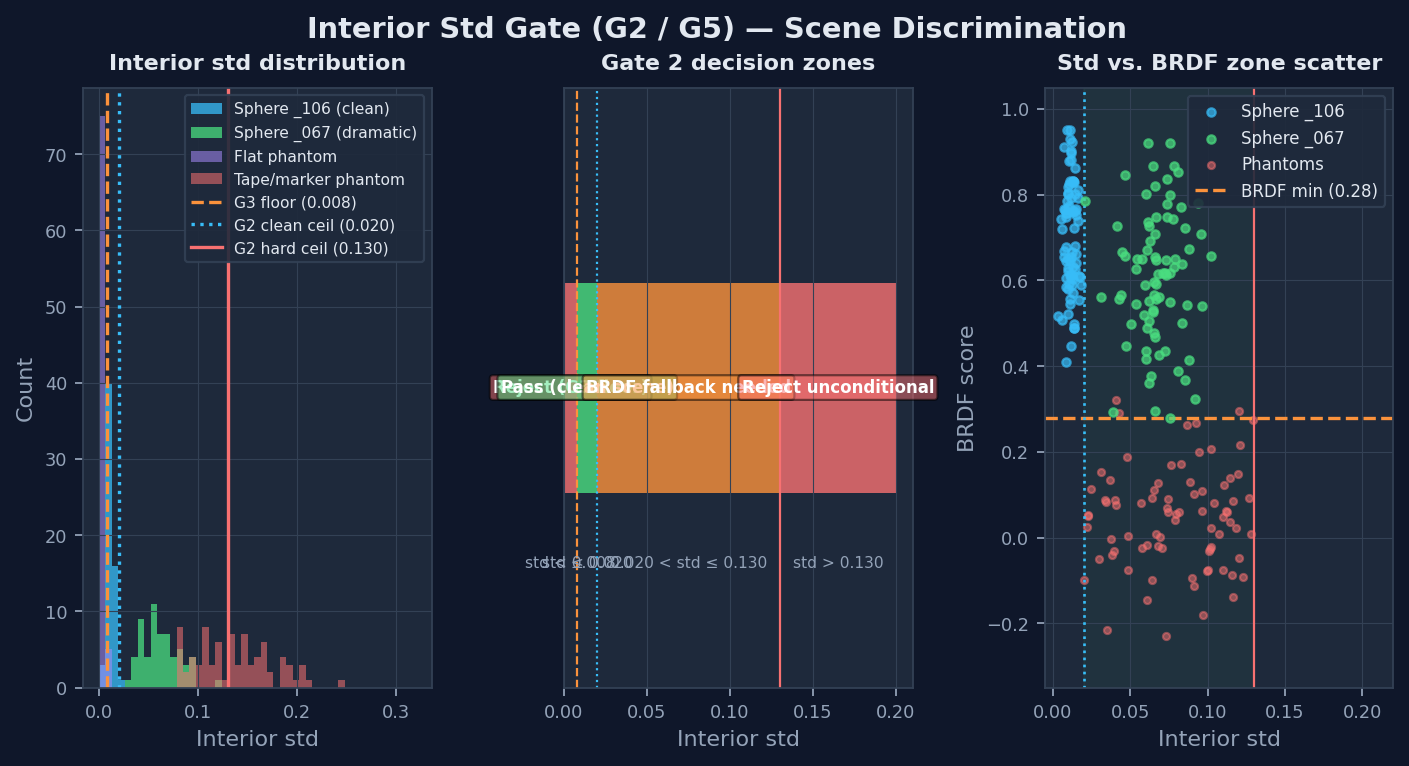 Interior Std Gate (G2 / G5) — Scene Discrimination
Interior std distribution
Count
70
60
50
40
30
20
10
0
0.0 0.1 0.2 0.3
Interior std
Sphere _106 (clean)
Sphere _067 (dramatic)
Flat phantom
Tape/marker phantom
G3 floor (0.008)
G2 clean ceil (0.020)
G2 hard ceil (0.130)
Gate 2 decision zones
Pass (cle
BRDF fallback ne
Reject unconditional
< std ≤ 0.130
std > 0.130
0.00 0.05 0.10 0.15 0.20
Interior std
Std vs. BRDF zone scatter
BRDF score
1.0
0.8
0.6
0.4
0.2
0.0
−0.2
0.00 0.05 0.10 0.15 0.20
Interior std
Sphere _106
Sphere _067
Phantoms
BRDF min (0.28)